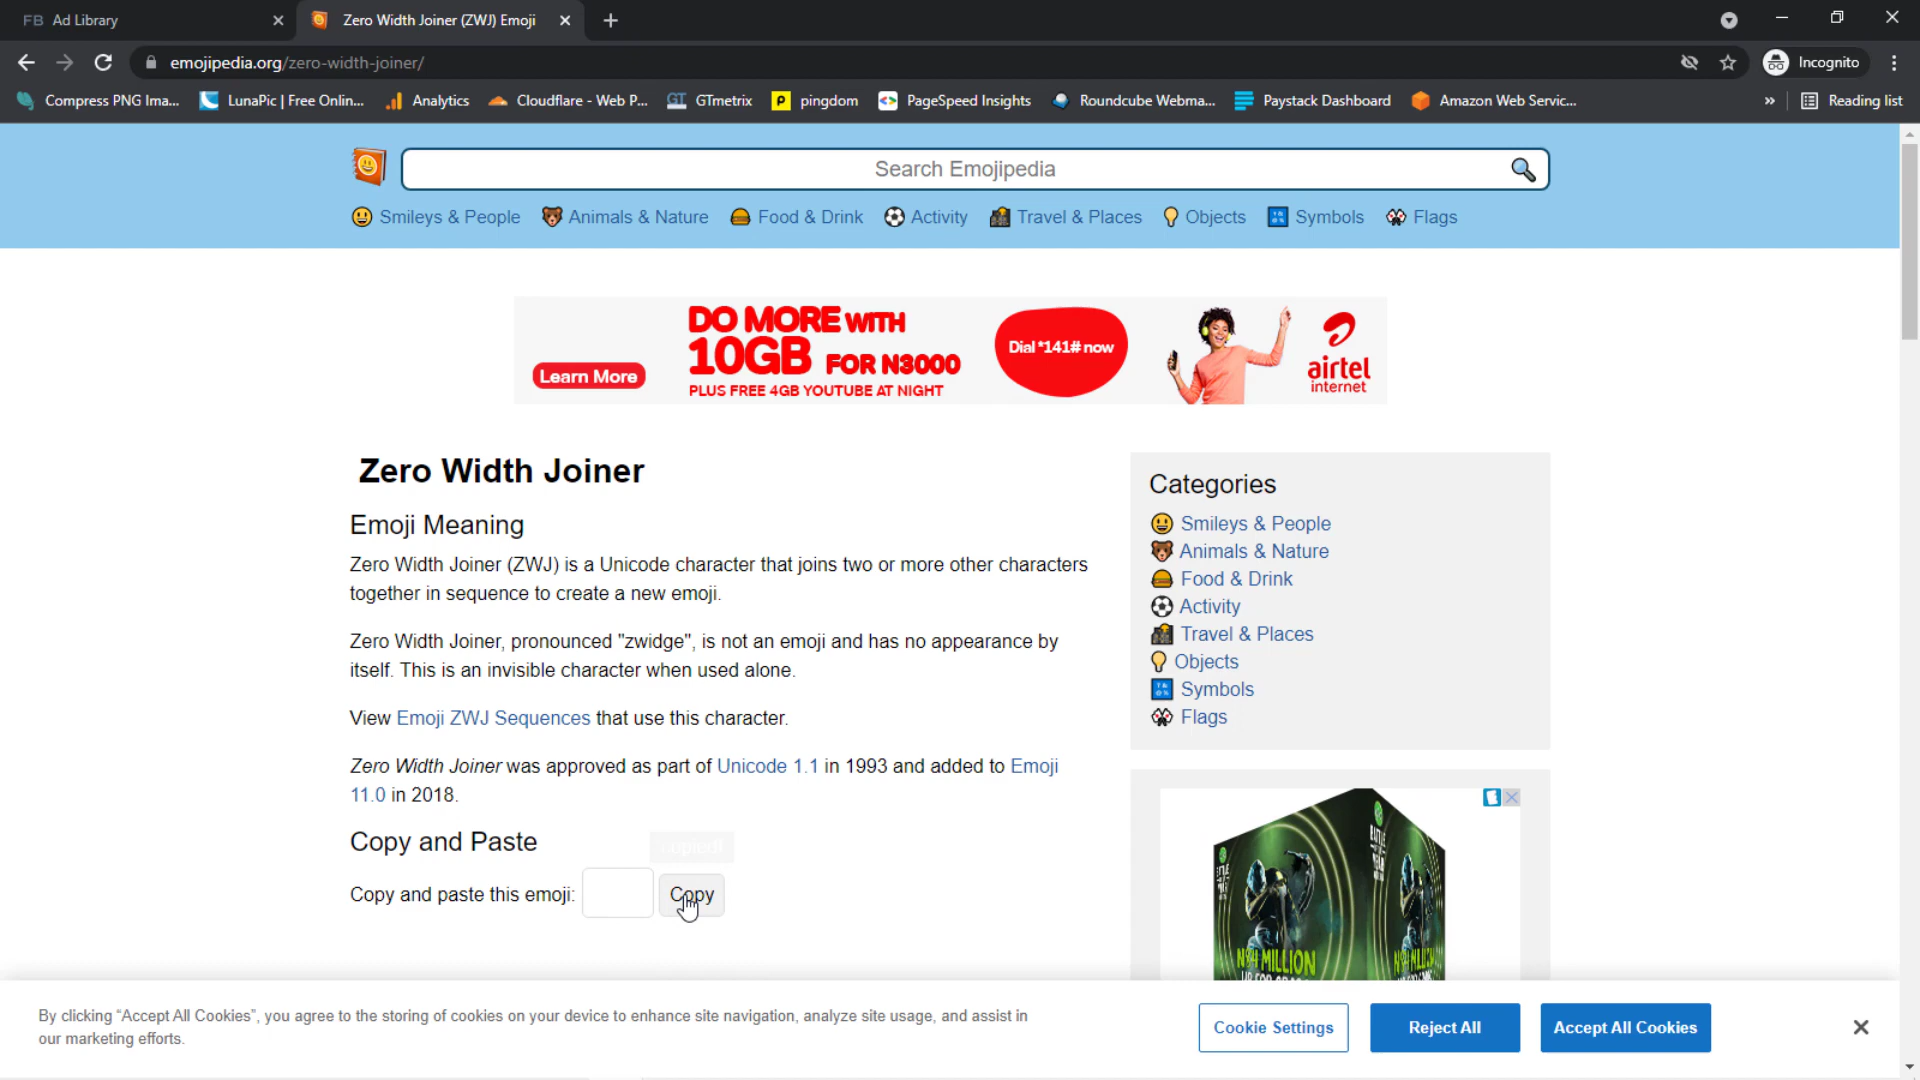 FB Ad Library
Zero Width Joiner (ZWJ) Emoji
emojipedia.org/zero-width-joiner/
Incognito
Compress PNG Ima... LunaPic | Free Onlin... Analytics Cloudflare - Web P... GTmetrix pingdom PageSpeed Insights Roundcube Webma... Paystack Dashboard Amazon Web Servic... » Reading list
Search Emojipedia
Smileys & People Animals & Nature Food & Drink Activity Travel & Places Objects Symbols Flags
DO MORE WITH
10GB FOR N3000
PLUS FREE 4GB YOUTUBE AT NIGHT
Learn More
Dial *141# now
airtel
internet
Zero Width Joiner
Emoji Meaning
Zero Width Joiner (ZWJ) is a Unicode character that joins two or more other characters
together in sequence to create a new emoji.
Zero Width Joiner, pronounced "zwidge", is not an emoji and has no appearance by
itself. This is an invisible character when used alone.
View Emoji ZWJ Sequences that use this character.
Zero Width Joiner was approved as part of Unicode 1.1 in 1993 and added to Emoji
11.0 in 2018.
Copy and Paste
Copy and paste this emoji:
Copy
Categories
Smileys & People
Animals & Nature
Food & Drink
Activity
Travel & Places
Objects
Symbols
Flags
MILLION
By clicking “Accept All Cookies”, you agree to the storing of cookies on your device to enhance site navigation, analyze site usage, and assist in
our marketing efforts.
Cookie Settings
Reject All
Accept All Cookies